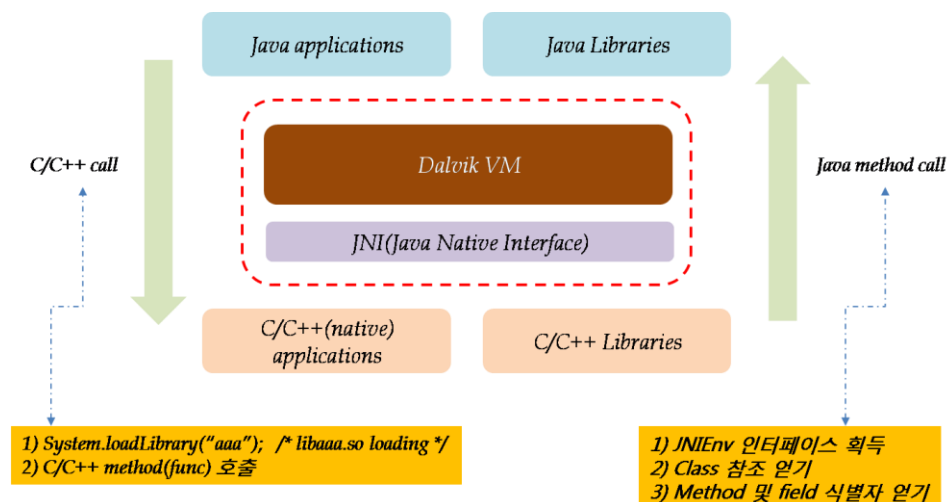 Java applications
Java Libraries
C/C++ call
Dalvik VM
Java method call
JNI(Java Native Interface)
C/C++(native)
applications
C/C++ Libraries
1) System.loadLibrary(“aaa”);  /* libaaa.so loading */
2) C/C++ method(func) 호출
1) JNIEnv 인터페이스 획득
2) Class 참조 얻기
3) Method 및 field 식별자 얻기